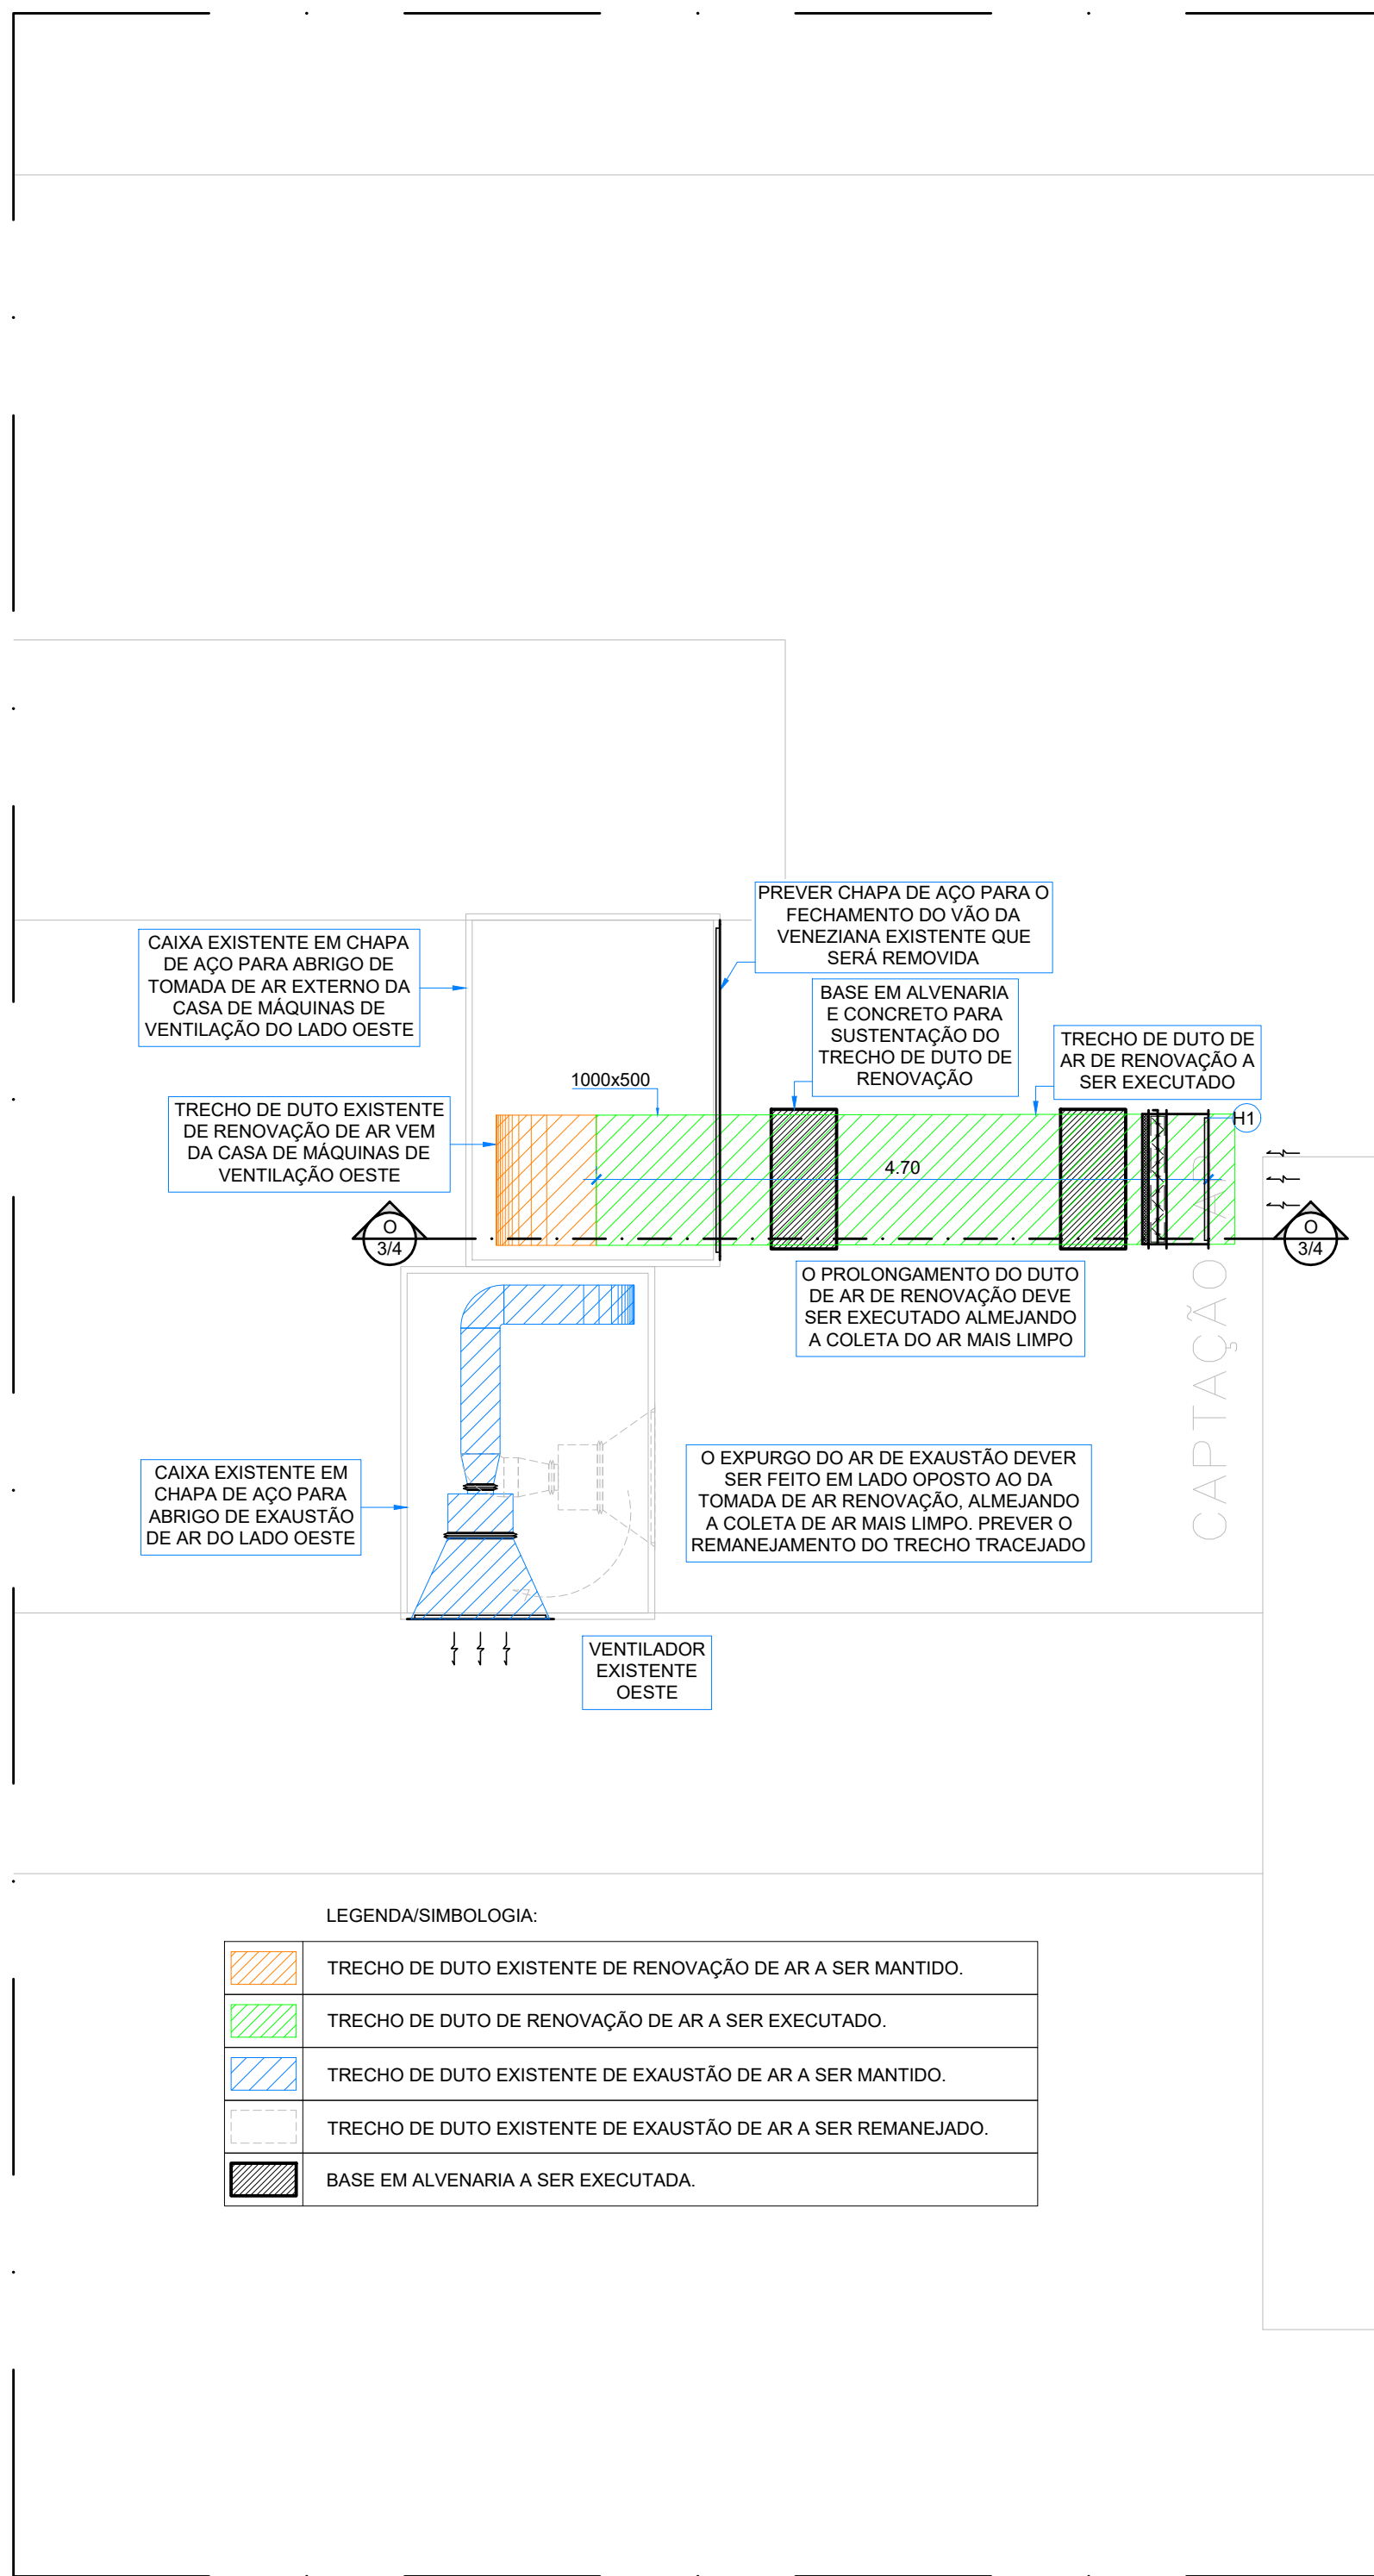 PREVER CHAPA DE AÇO PARA O
FECHAMENTO DO VÃO DA
VENEZIANA EXISTENTE QUE
SERÁ REMOVIDA
CAIXA EXISTENTE EM CHAPA
DE AÇO PARA ABRIGO DE
TOMADA DE AR EXTERNO DA
CASA DE MÁQUINAS DE
VENTILAÇÃO DO LADO OESTE
BASE EM ALVENARIA
E CONCRETO PARA
SUSTENTAÇÃO DO
TRECHO DE DUTO DE
RENOVAÇÃO
TRECHO DE DUTO DE
AR DE RENOVAÇÃO A
SER EXECUTADO
1000x500
TRECHO DE DUTO EXISTENTE
DE RENOVAÇÃO DE AR VEM
DA CASA DE MÁQUINAS DE
VENTILAÇÃO OESTE
H1
4.70
O
3/4
O
3/4
O PROLONGAMENTO DO DUTO
DE AR DE RENOVAÇÃO DEVE
SER EXECUTADO ALMEJANDO
A COLETA DO AR MAIS LIMPO
CAPTAÇÃO
O EXPURGO DO AR DE EXAUSTÃO DEVER
SER FEITO EM LADO OPOSTO AO DA
TOMADA DE AR RENOVAÇÃO, ALMEJANDO
A COLETA DE AR MAIS LIMPO. PREVER O
REMANEJAMENTO DO TRECHO TRACEJADO
CAIXA EXISTENTE EM
CHAPA DE AÇO PARA
ABRIGO DE EXAUSTÃO
DE AR DO LADO OESTE
VENTILADOR
EXISTENTE
OESTE
LEGENDA/SIMBOLOGIA:
TRECHO DE DUTO EXISTENTE DE RENOVAÇÃO DE AR A SER MANTIDO.
TRECHO DE DUTO DE RENOVAÇÃO DE AR A SER EXECUTADO.
TRECHO DE DUTO EXISTENTE DE EXAUSTÃO DE AR A SER MANTIDO.
TRECHO DE DUTO EXISTENTE DE EXAUSTÃO DE AR A SER REMANEJADO.
BASE EM ALVENARIA A SER EXECUTADA.